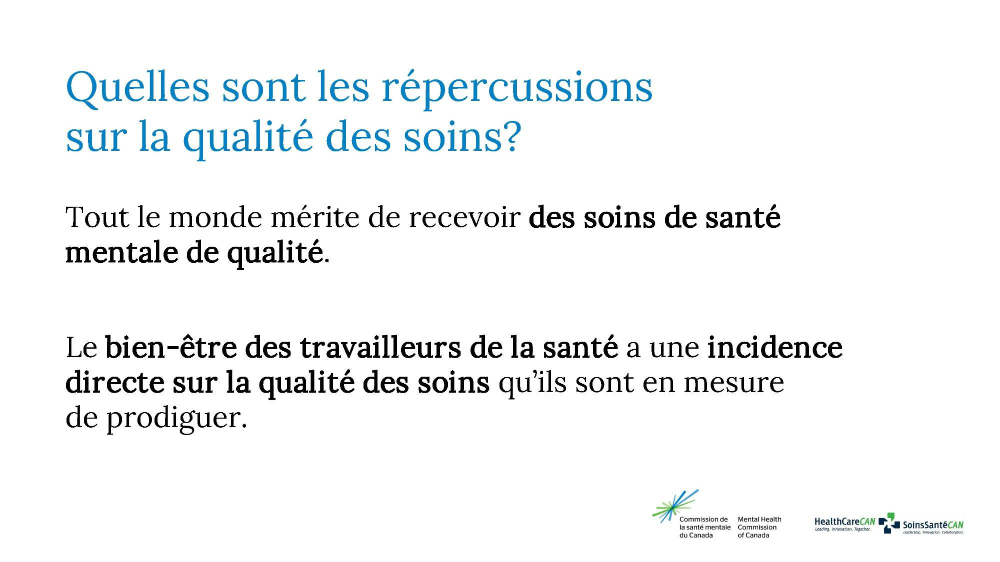 Quelles sont les répercussions
sur la qualité des soins?
Tout le monde mérite de recevoir des soins de santé
mentale de qualité.
Le bien-être des travailleurs de la santé a une incidence
directe sur la qualité des soins qu’ils sont en mesure
de prodiguer.
Commission de
la santé mentale
du Canada
Mental Health
Commission
of Canada
HealthCareCAN
Leading. Innovation. Together.
SoinsSantéCAN
Leadership. Innovation. Collaboration.